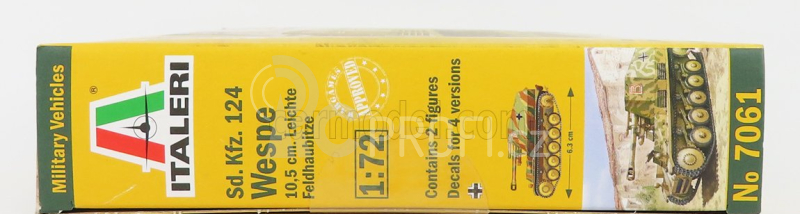 Military Vehicles
ITALERI
®
Sd. Kfz. 124
Wespe
10,5 cm. Leichte
Feldhaubitze
APPROVED
1:72
Contains 2 figures
Decals for 4 versions
6.3 cm
No 7061